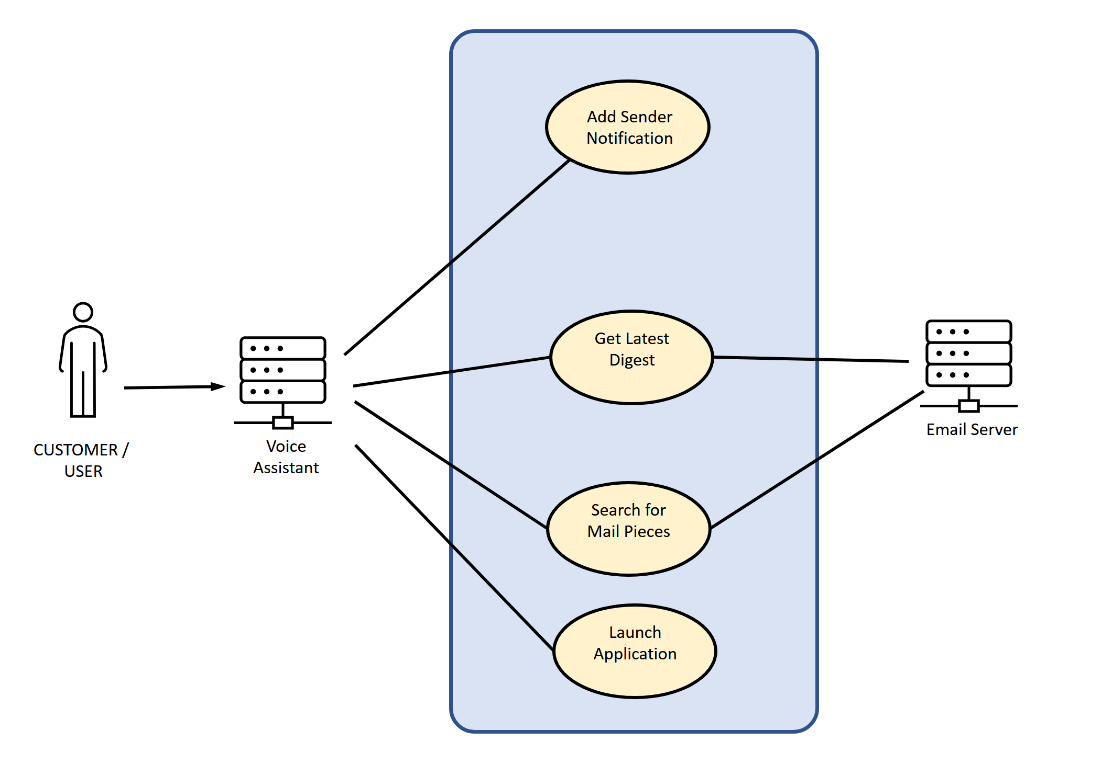 Add Sender
Notification
Get Latest
Digest
CUSTOMER /
USER
Voice
Assistant
Email Server
Search for
Mail Pieces
Launch
Application